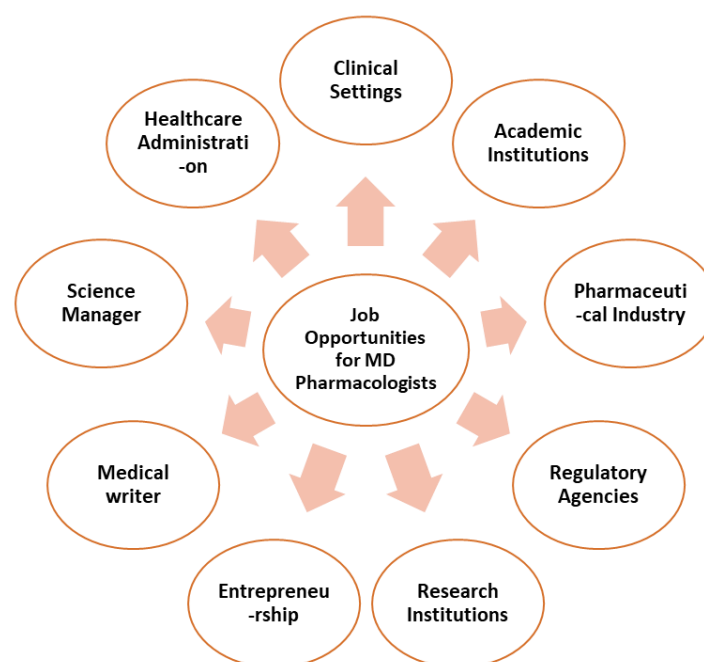 Clinical
Settings
Academic
Institutions
Pharmaceuti
-cal Industry
Regulatory
Agencies
Research
Institutions
Entrepreneu
-rship
Medical
writer
Science
Manager
Healthcare
Administrati
-on
Job
Opportunities
for MD
Pharmacologists